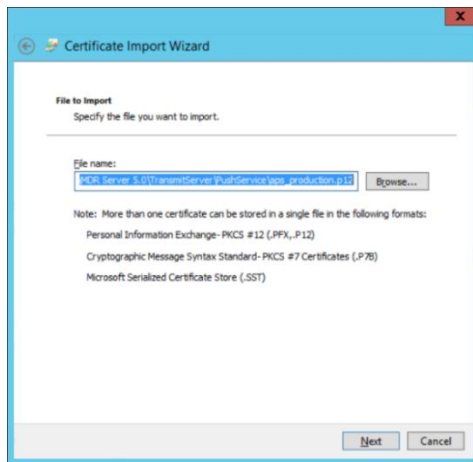 Certificate Import Wizard
File to Import
Specify the file you want to import.
File name:
MDR Server 5.0\TransmitServer\PushService\aps_production.p12
Browse...
Note: More than one certificate can be stored in a single file in the following formats:
Personal Information Exchange- PKCS #12 (.PFX,.P12)
Cryptographic Message Syntax Standard- PKCS #7 Certificates (.P7B)
Microsoft Serialized Certificate Store (.SST)
Next Cancel